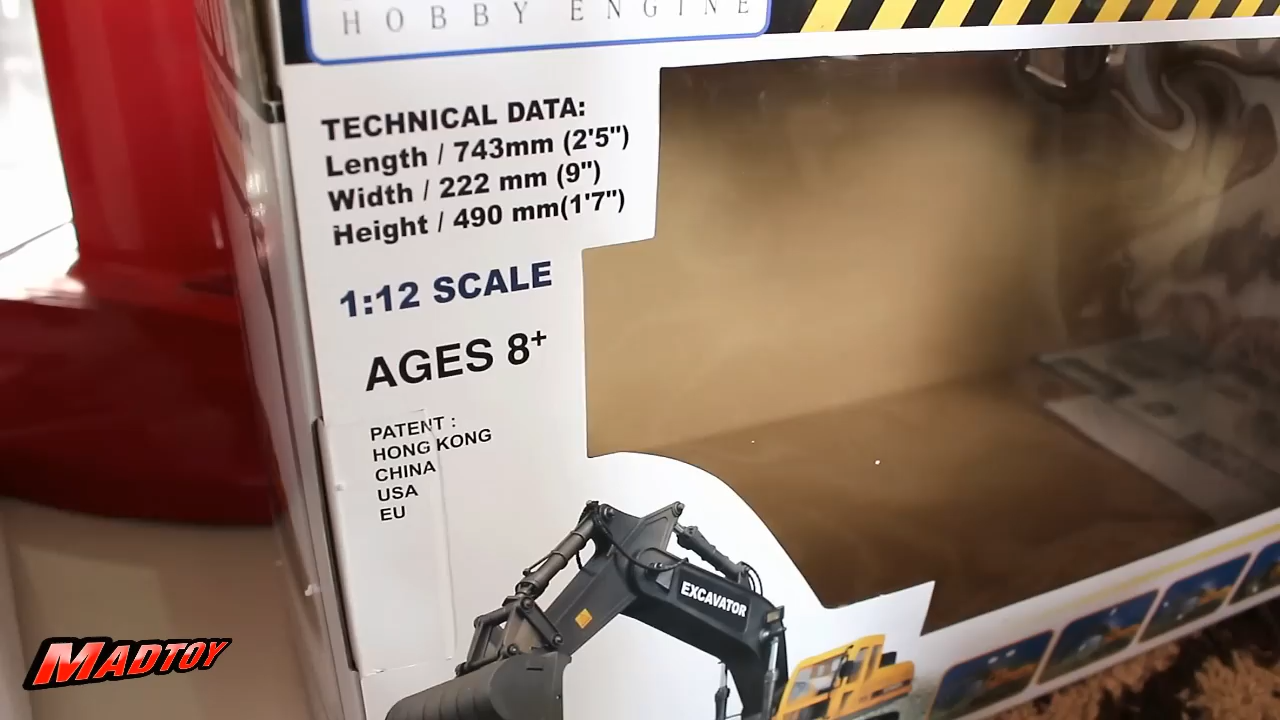 HOBBY ENGINE
TECHNICAL DATA:
Length / 743mm (2'5")
Width / 222 mm (9")
Height / 490 mm(1'7")
1:12 SCALE
AGES 8+
PATENT :
HONG KONG
CHINA
USA
EU
EXCAVATOR
MADTOY